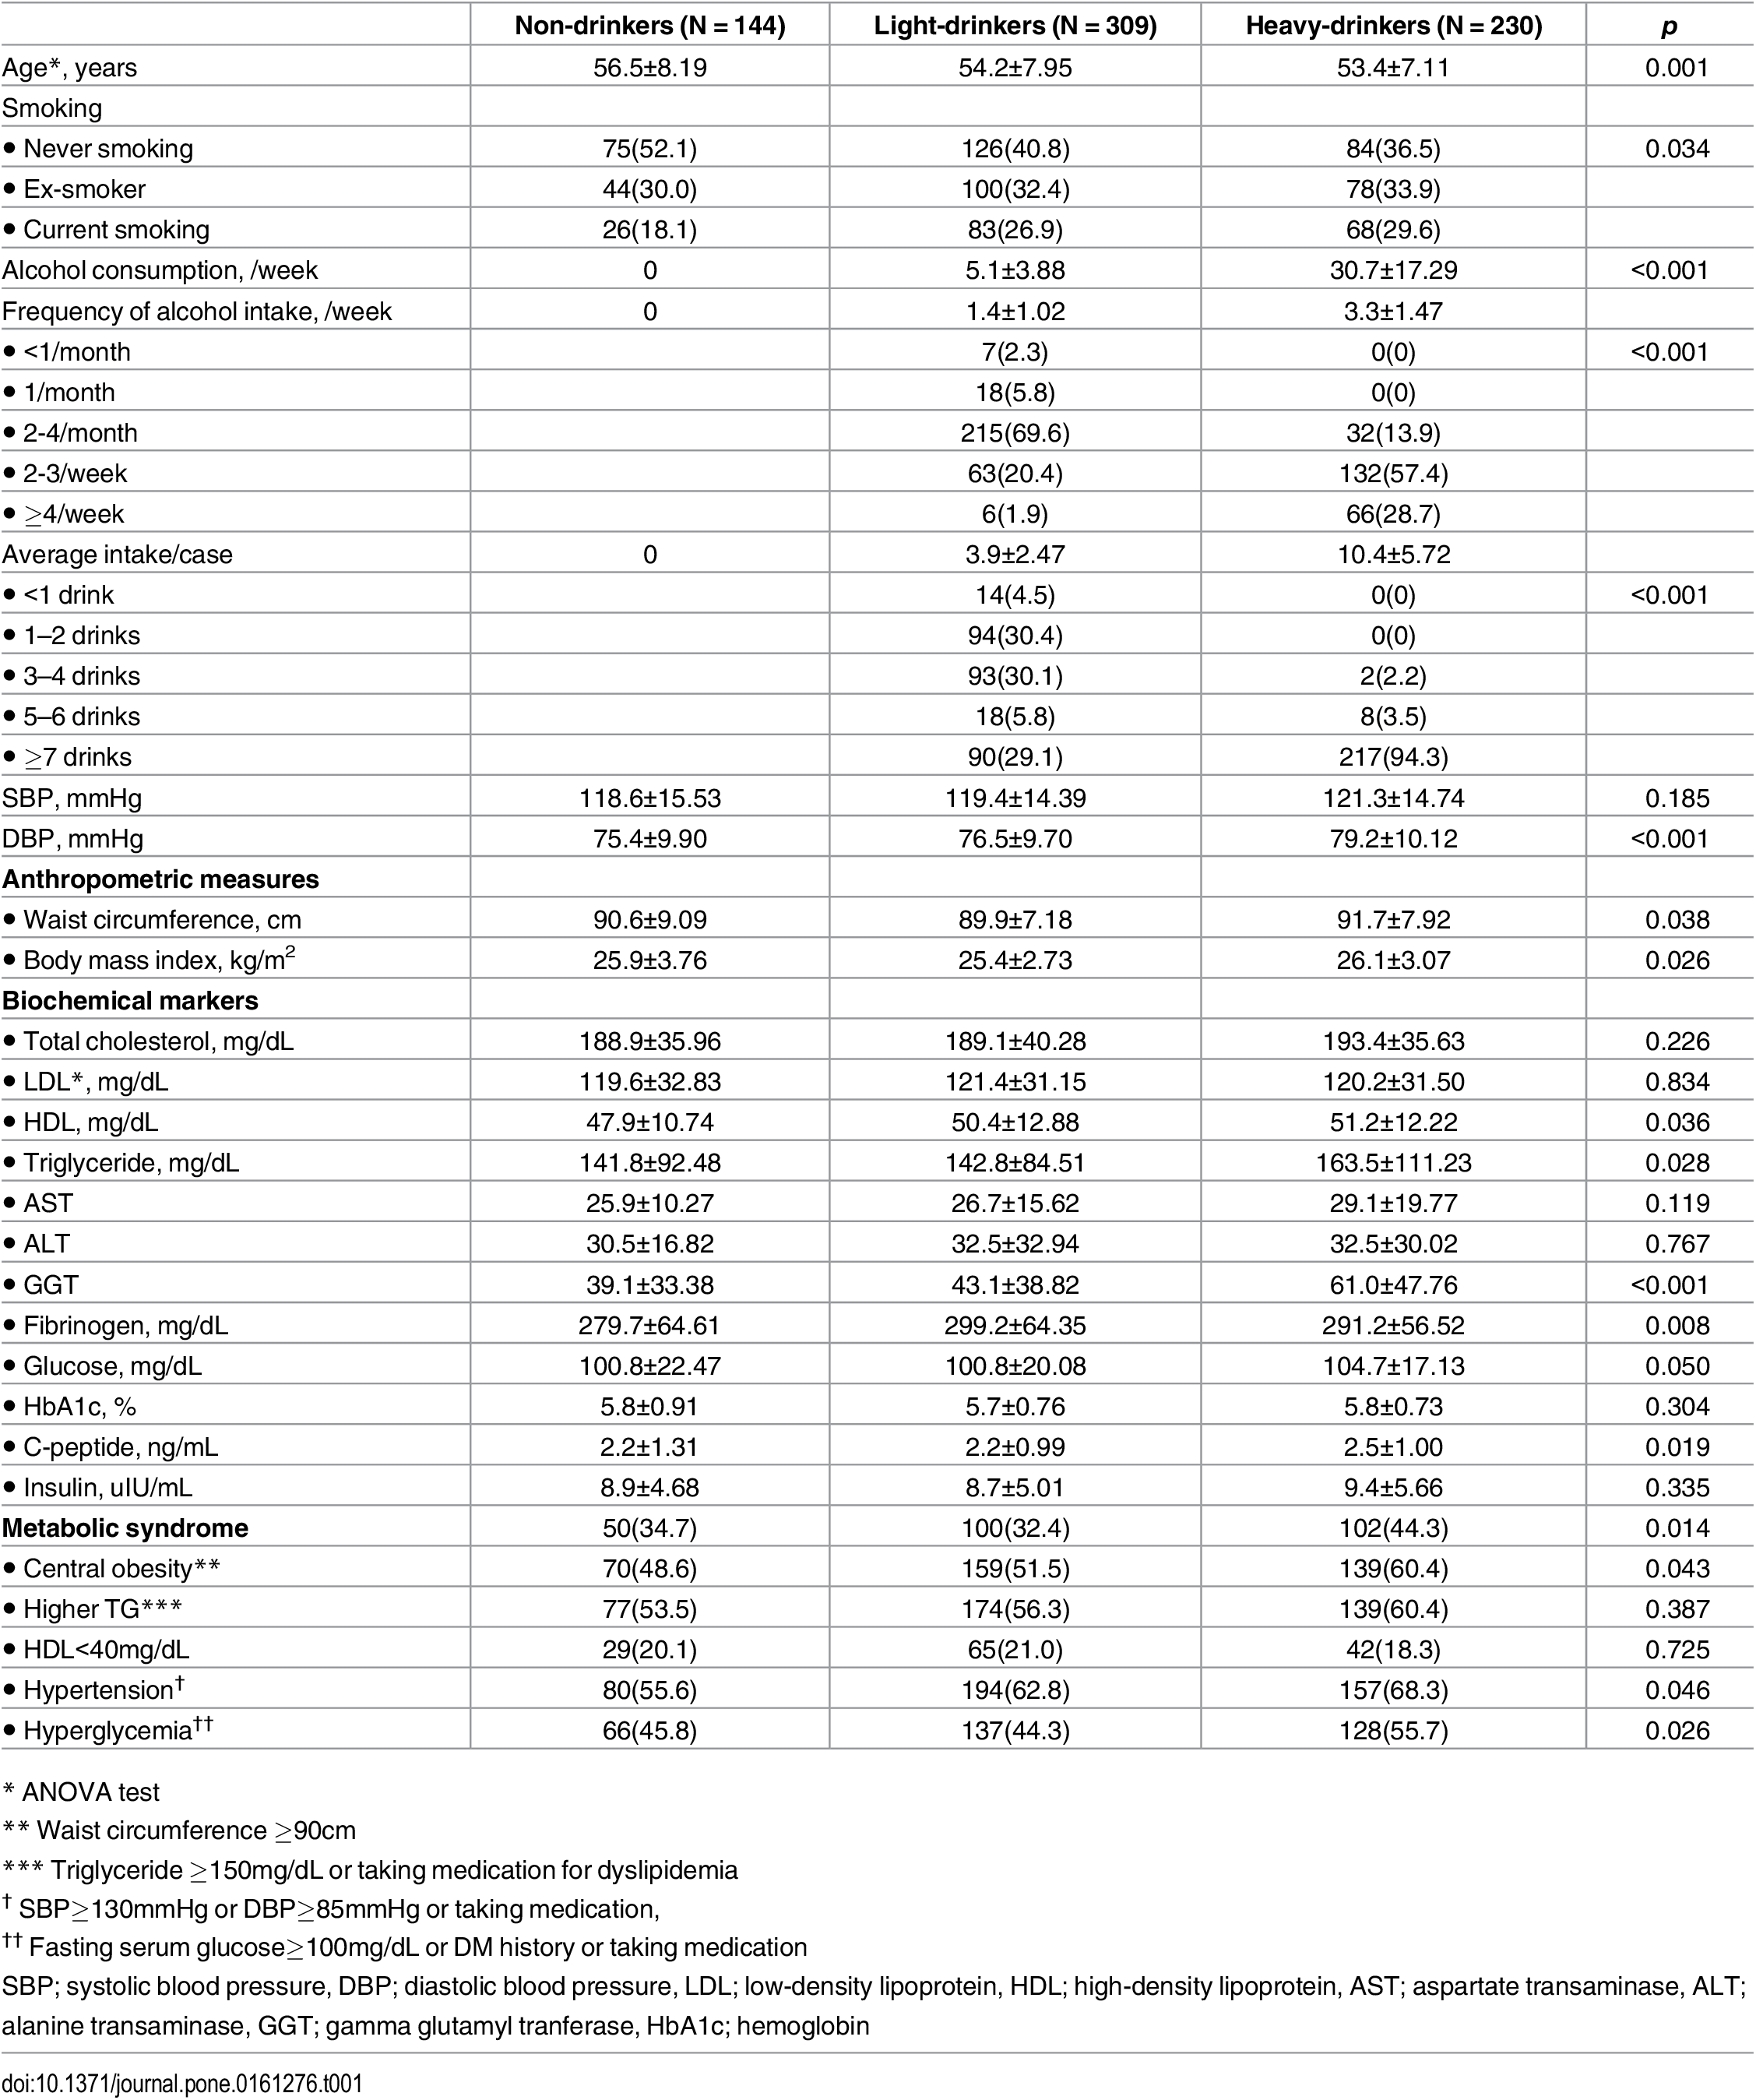 Non-drinkers (N = 144) Light-drinkers (N = 309) Heavy-drinkers (N = 230) p
Age*, years 56.5±8.19 54.2±7.95 53.4±7.11 0.001
Smoking
● Never smoking 75(52.1) 126(40.8) 84(36.5) 0.034
● Ex-smoker 44(30.0) 100(32.4) 78(33.9)
● Current smoking 26(18.1) 83(26.9) 68(29.6)
Alcohol consumption, /week 0 5.1±3.88 30.7±17.29 <0.001
Frequency of alcohol intake, /week 0 1.4±1.02 3.3±1.47
● <1/month 7(2.3) 0(0) <0.001
● 1/month 18(5.8) 0(0)
● 2-4/month 215(69.6) 32(13.9)
● 2-3/week 63(20.4) 132(57.4)
● ≥4/week 6(1.9) 66(28.7)
Average intake/case 0 3.9±2.47 10.4±5.72
● <1 drink 14(4.5) 0(0) <0.001
● 1–2 drinks 94(30.4) 0(0)
● 3–4 drinks 93(30.1) 2(2.2)
● 5–6 drinks 18(5.8) 8(3.5)
● ≥7 drinks 90(29.1) 217(94.3)
SBP, mmHg 118.6±15.53 119.4±14.39 121.3±14.74 0.185
DBP, mmHg 75.4±9.90 76.5±9.70 79.2±10.12 <0.001
Anthropometric measures
● Waist circumference, cm 90.6±9.09 89.9±7.18 91.7±7.92 0.038
● Body mass index, kg/m² 25.9±3.76 25.4±2.73 26.1±3.07 0.026
Biochemical markers
● Total cholesterol, mg/dL 188.9±35.96 189.1±40.28 193.4±35.63 0.226
● LDL*, mg/dL 119.6±32.83 121.4±31.15 120.2±31.50 0.834
● HDL, mg/dL 47.9±10.74 50.4±12.88 51.2±12.22 0.036
● Triglyceride, mg/dL 141.8±92.48 142.8±84.51 163.5±111.23 0.028
● AST 25.9±10.27 26.7±15.62 29.1±19.77 0.119
● ALT 30.5±16.82 32.5±32.94 32.5±30.02 0.767
● GGT 39.1±33.38 43.1±38.82 61.0±47.76 <0.001
● Fibrinogen, mg/dL 279.7±64.61 299.2±64.35 291.2±56.52 0.008
● Glucose, mg/dL 100.8±22.47 100.8±20.08 104.7±17.13 0.050
● HbA1c, % 5.8±0.91 5.7±0.76 5.8±0.73 0.304
● C-peptide, ng/mL 2.2±1.31 2.2±0.99 2.5±1.00 0.019
● Insulin, uIU/mL 8.9±4.68 8.7±5.01 9.4±5.66 0.335
Metabolic syndrome 50(34.7) 100(32.4) 102(44.3) 0.014
● Central obesity** 70(48.6) 159(51.5) 139(60.4) 0.043
● Higher TG*** 77(53.5) 174(56.3) 139(60.4) 0.387
● HDL<40mg/dL 29(20.1) 65(21.0) 42(18.3) 0.725
● Hypertension† 80(55.6) 194(62.8) 157(68.3) 0.046
● Hyperglycemia†† 66(45.8) 137(44.3) 128(55.7) 0.026
* ANOVA test
** Waist circumference ≥90cm
*** Triglyceride ≥150mg/dL or taking medication for dyslipidemia
† SBP≥130mmHg or DBP≥85mmHg or taking medication,
†† Fasting serum glucose≥100mg/dL or DM history or taking medication
SBP; systolic blood pressure, DBP; diastolic blood pressure, LDL; low-density lipoprotein, HDL; high-density lipoprotein, AST; aspartate transaminase, ALT;
alanine transaminase, GGT; gamma glutamyl tranferase, HbA1c; hemoglobin
doi:10.1371/journal.pone.0161276.t001